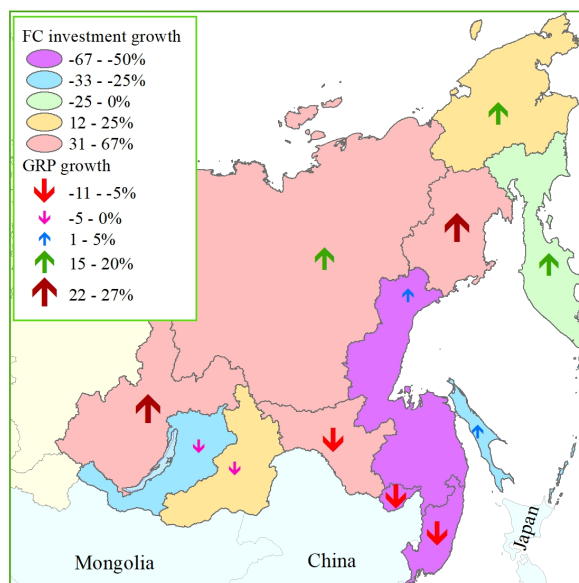 FC investment growth
-67 - -50%
-33 - -25%
-25 - 0%
12 - 25%
31 - 67%
GRP growth
-11 - -5%
-5 - 0%
1 - 5%
15 - 20%
22 - 27%
Mongolia
China
Japan